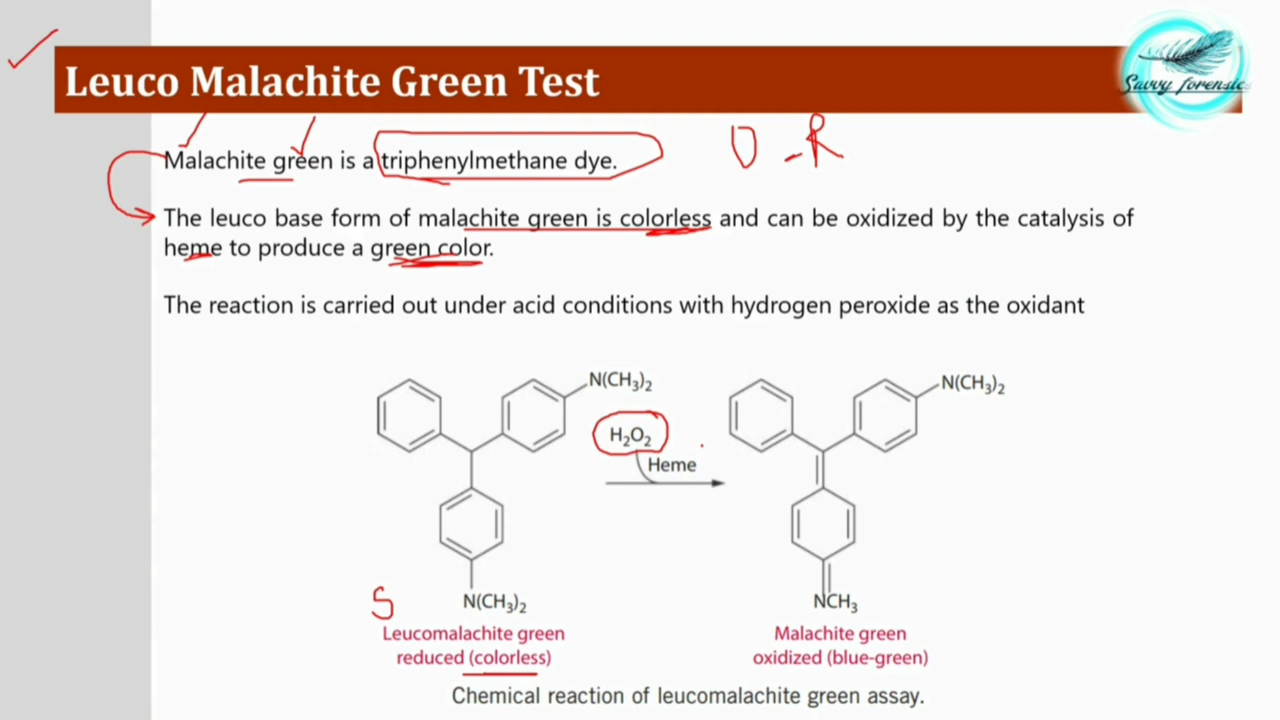 Leuco Malachite Green Test
Savvy forensics
Malachite green is a triphenylmethane dye.
O - R
The leuco base form of malachite green is colorless and can be oxidized by the catalysis of
heme to produce a green color.
The reaction is carried out under acid conditions with hydrogen peroxide as the oxidant
N(CH₃)₂
N(CH₃)₂
H₂O₂
Heme
S
N(CH₃)₂
NCH₃
Leucomalachite green
reduced (colorless)
Malachite green
oxidized (blue-green)
Chemical reaction of leucomalachite green assay.